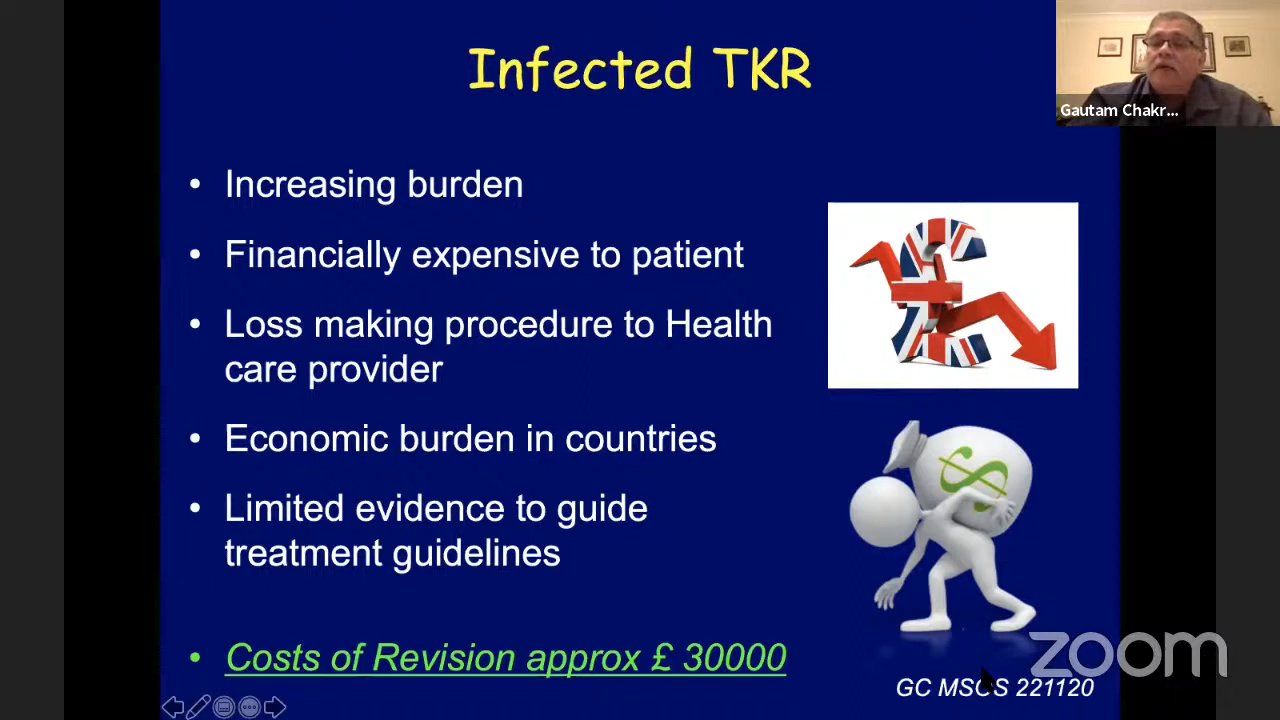 Infected TKR
Gautam Chakr...
• Increasing burden
• Financially expensive to patient
• Loss making procedure to Health
care provider
• Economic burden in countries
• Limited evidence to guide
treatment guidelines
• Costs of Revision approx £ 30000
£
$
zoom
GC MSOS 221120